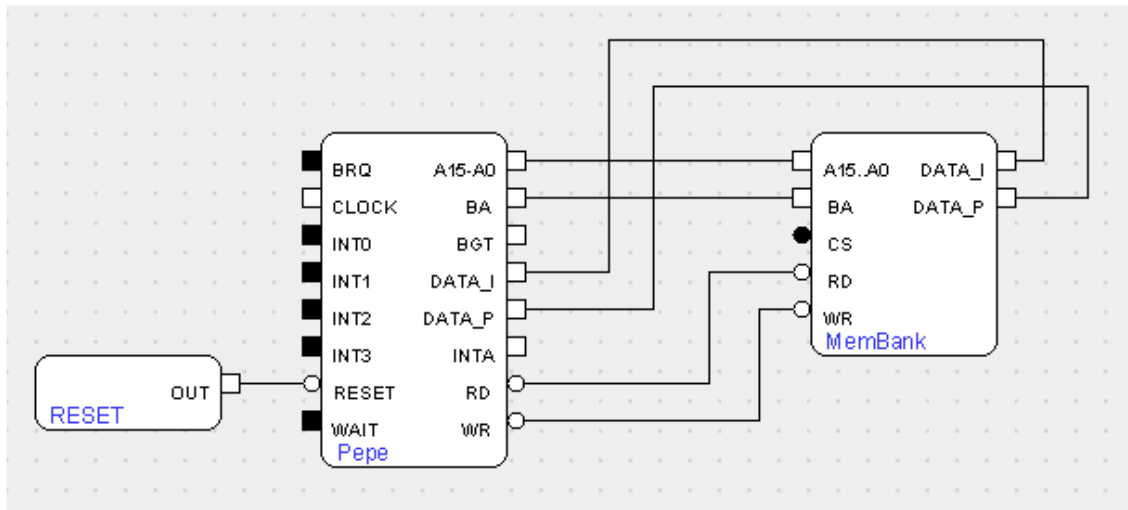 BRQ A15-A0
CLOCK BA
INT0 BGT
INT1 DATA_I
INT2 DATA_P
INT3 INTA
RESET RD
WAIT WR
Pepe
A15..A0 DATA_I
BA DATA_P
CS
RD
WR
MemBank
OUT
RESET